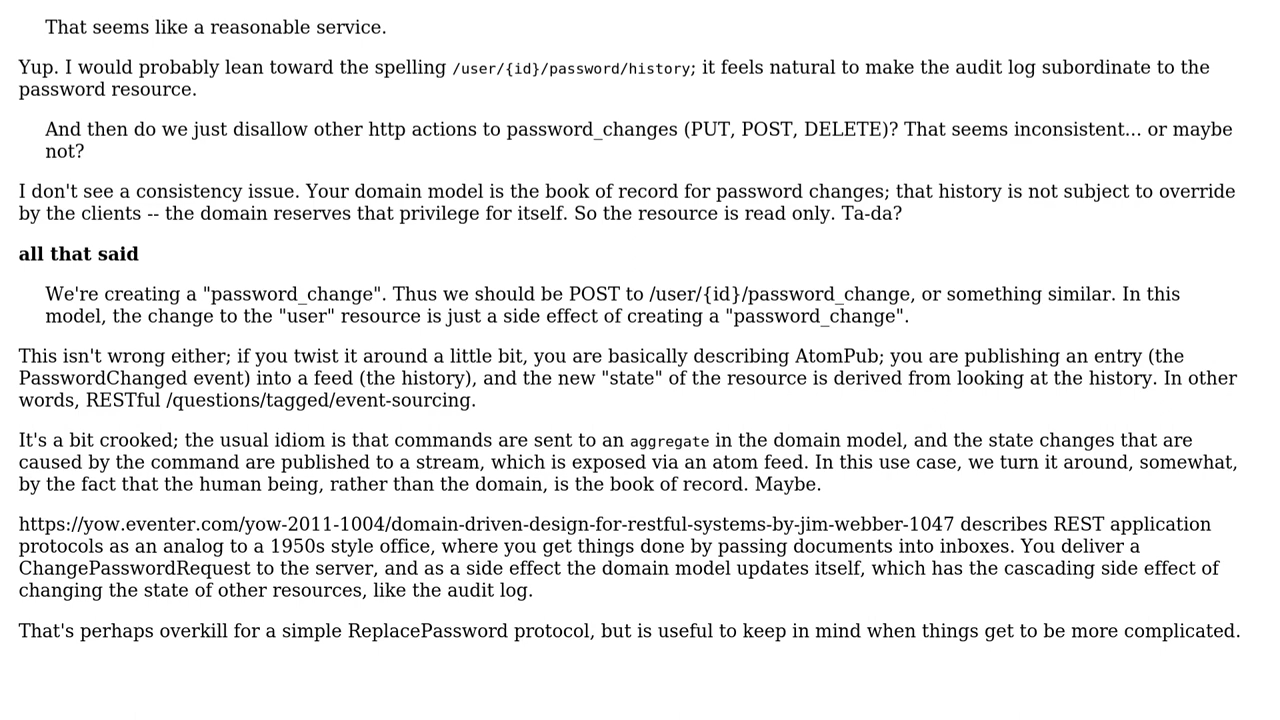 That seems like a reasonable service.
Yup. I would probably lean toward the spelling /user/{id}/password/history; it feels natural to make the audit log subordinate to the
password resource.
And then do we just disallow other http actions to password_changes (PUT, POST, DELETE)? That seems inconsistent... or maybe
not?
I don't see a consistency issue. Your domain model is the book of record for password changes; that history is not subject to override
by the clients -- the domain reserves that privilege for itself. So the resource is read only. Ta-da?
all that said
We're creating a "password_change". Thus we should be POST to /user/{id}/password_change, or something similar. In this
model, the change to the "user" resource is just a side effect of creating a "password_change".
This isn't wrong either; if you twist it around a little bit, you are basically describing AtomPub; you are publishing an entry (the
PasswordChanged event) into a feed (the history), and the new "state" of the resource is derived from looking at the history. In other
words, RESTful /questions/tagged/event-sourcing.
It's a bit crooked; the usual idiom is that commands are sent to an aggregate in the domain model, and the state changes that are
caused by the command are published to a stream, which is exposed via an atom feed. In this use case, we turn it around, somewhat,
by the fact that the human being, rather than the domain, is the book of record. Maybe.
https://yow.eventer.com/yow-2011-1004/domain-driven-design-for-restful-systems-by-jim-webber-1047 describes REST application
protocols as an analog to a 1950s style office, where you get things done by passing documents into inboxes. You deliver a
ChangePasswordRequest to the server, and as a side effect the domain model updates itself, which has the cascading side effect of
changing the state of other resources, like the audit log.
That's perhaps overkill for a simple ReplacePassword protocol, but is useful to keep in mind when things get to be more complicated.